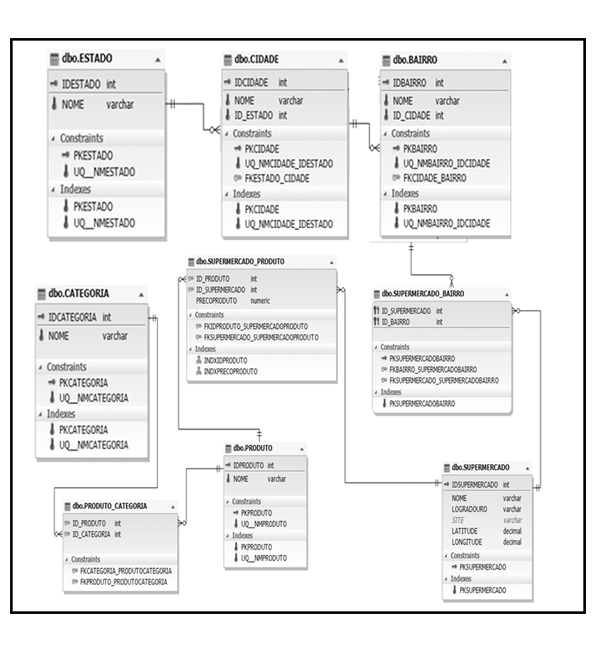 dbo.ESTADO
IDESTADO int
NOME varchar
Constraints
PKESTADO
UQ__NMESTADO
Indexes
PKESTADO
UQ__NMESTADO
dbo.CIDADE
IDCIDADE int
NOME varchar
ID_ESTADO int
Constraints
PKCIDADE
UQ_NMCIDADE_IDESTADO
FKESTADO_CIDADE
Indexes
PKCIDADE
UQ_NMCIDADE_IDESTADO
dbo.BAIRRO
IDBAIRRO int
NOME varchar
ID_CIDADE int
Constraints
PKBAIRRO
UQ_NMBAIRRO_IDCIDADE
FKCIDADE_BAIRRO
Indexes
PKBAIRRO
UQ_NMBAIRRO_IDCIDADE
dbo.CATEGORIA
IDCATEGORIA int
NOME varchar
Constraints
PKCATEGORIA
UQ__NMCATEGORIA
Indexes
PKCATEGORIA
UQ__NMCATEGORIA
dbo.SUPERMERCADO_PRODUTO
ID_PRODUTO int
ID_SUPERMERCADO int
PRECOPRODUTO numeric
Constraints
FKIDPRODUTO_SUPERMERCADOPRODUTO
FKSUPERMERCADO_SUPERMERCADOPRODUTO
Indexes
INDXIDPRODUTO
INDXPRECOPRODUTO
dbo.SUPERMERCADO_BAIRRO
ID_SUPERMERCADO int
ID_BAIRRO int
Constraints
PKSUPERMERCADOBAIRRO
FKBAIRRO_SUPERMERCADOBAIRRO
FKSUPERMERCADO_SUPERMERCADOBAIRRO
Indexes
PKSUPERMERCADOBAIRRO
dbo.PRODUTO
IDPRODUTO int
NOME varchar
Constraints
PKPRODUTO
UQ__NMPRODUTO
Indexes
PKPRODUTO
UQ__NMPRODUTO
dbo.PRODUTO_CATEGORIA
ID_PRODUTO int
ID_CATEGORIA int
Constraints
FKCATEGORIA_PRODUTOCATEGORIA
FKPRODUTO_PRODUTOCATEGORIA
dbo.SUPERMERCADO
IDSUPERMERCADO int
NOME varchar
LOGRADOURO varchar
SITE varchar
LATITUDE decimal
LONGITUDE decimal
Constraints
PKSUPERMERCADO
Indexes
PKSUPERMERCADO